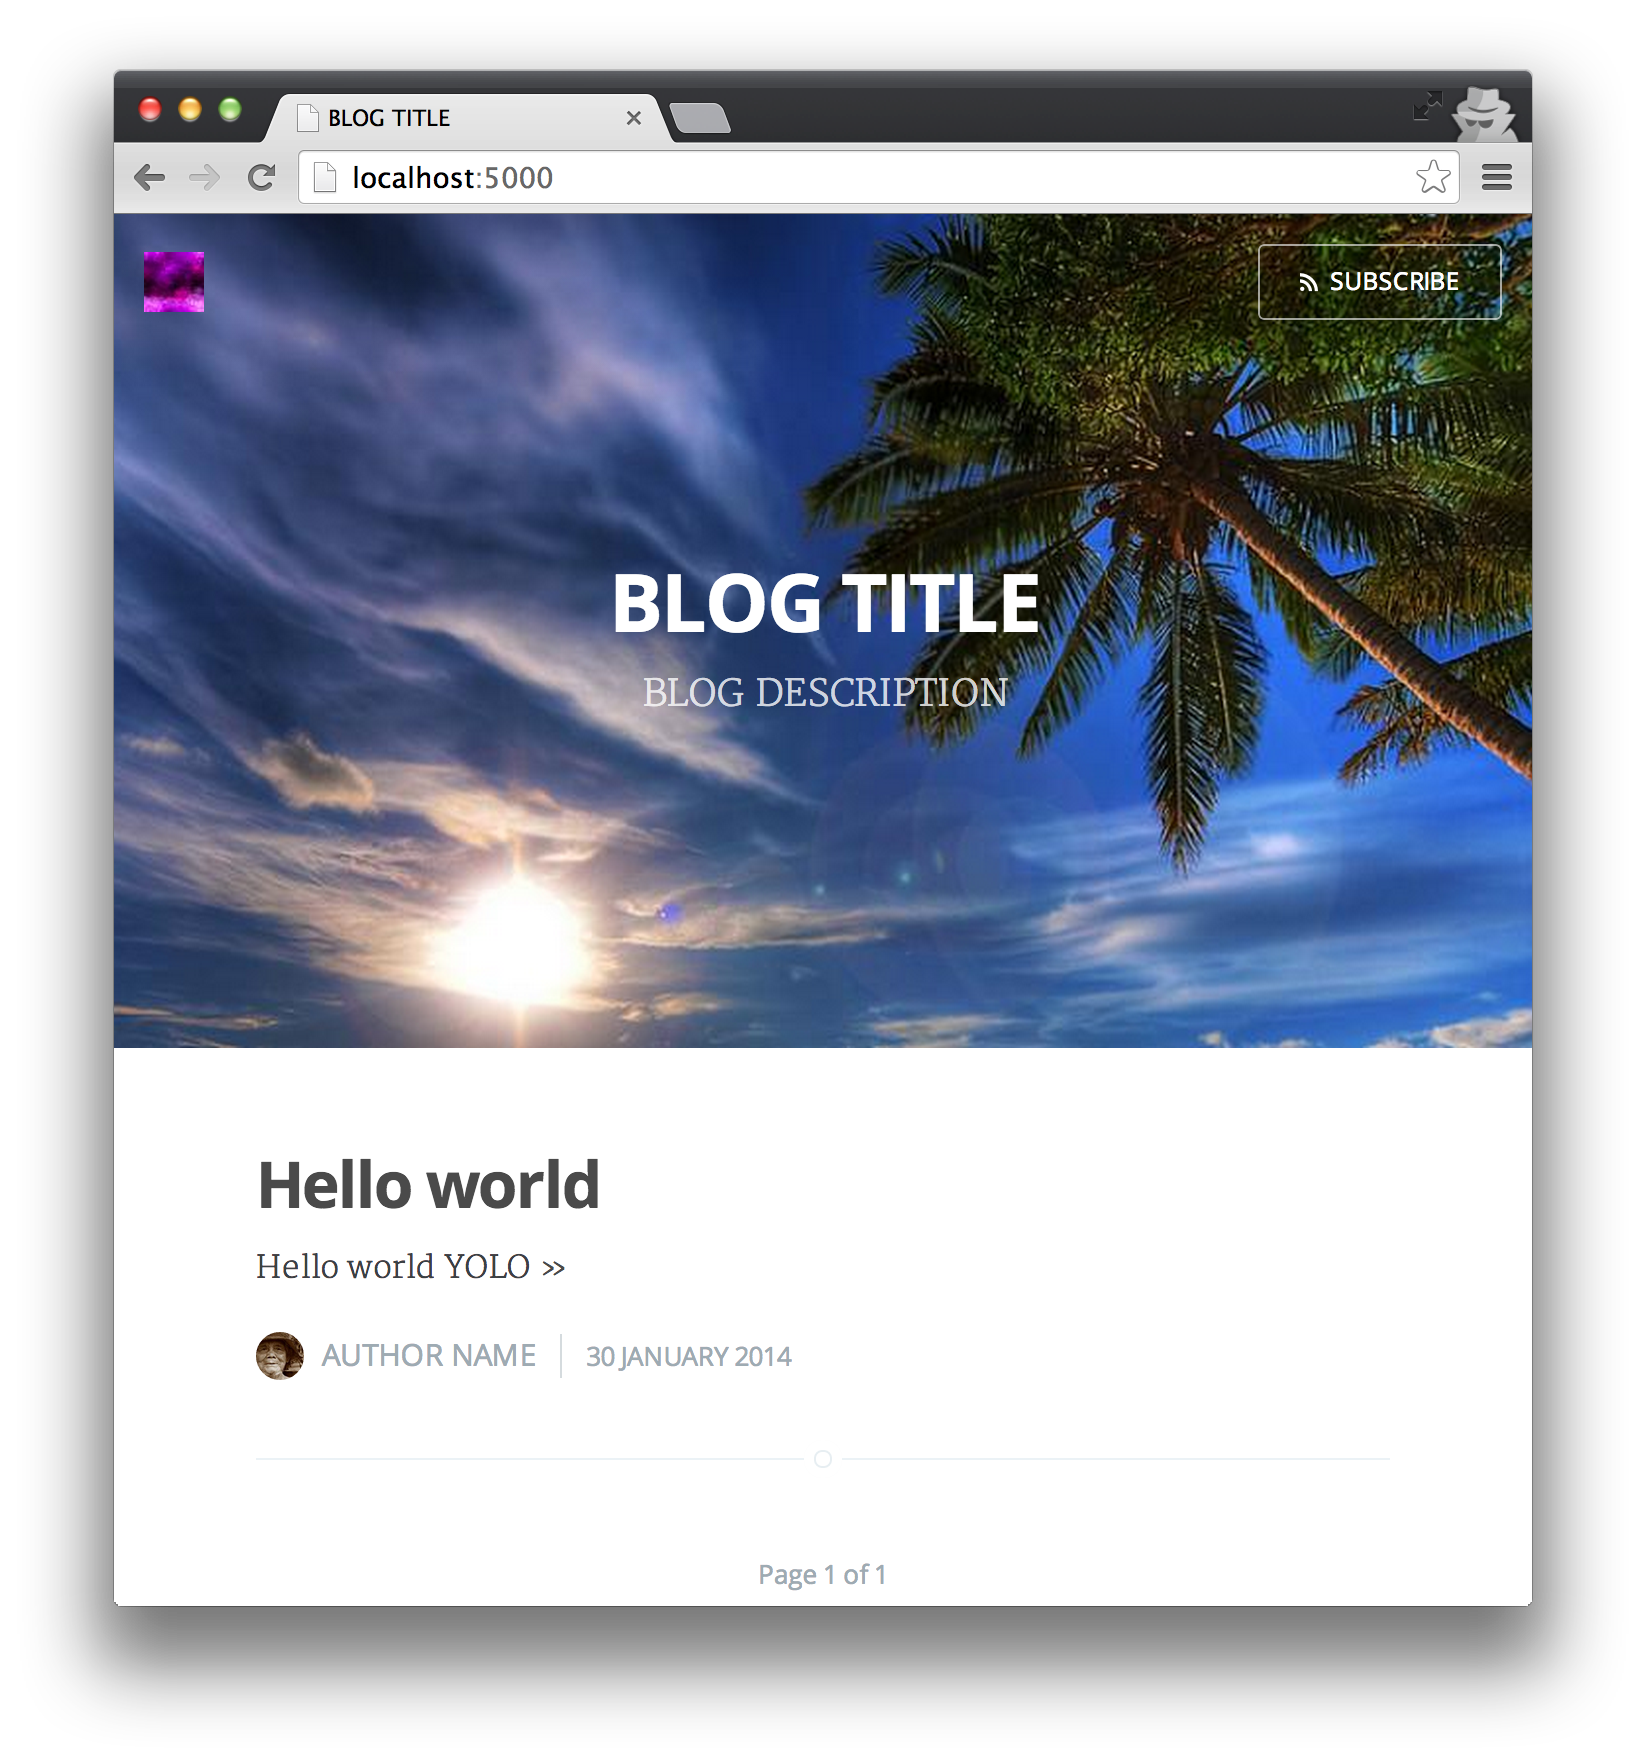 BLOG TITLE
localhost:5000
SUBSCRIBE
BLOG TITLE
BLOG DESCRIPTION
Hello world
Hello world YOLO »
AUTHOR NAME
30 JANUARY 2014
Page 1 of 1